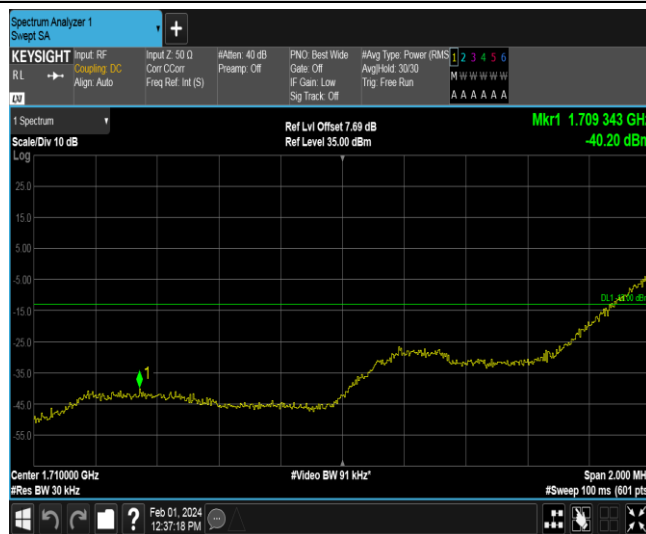 Spectrum Analyzer 1
Swept SA
KEYSIGHT Input: RF
RL Coupling: DC
Align: Auto
Input Z: 50 Ω
Corr CCorr
Freq Ref: Int (S)
#Atten: 40 dB
Preamp: Off
PNO: Best Wide
Gate: Off
IF Gain: Low
Sig Track: Off
#Avg Type: Power (RMS
Avg|Hold: 30/30
Trig: Free Run
1 2 3 4 5 6
M W W W W W
A A A A A A
LXI
1 Spectrum
Scale/Div 10 dB
Ref Lvl Offset 7.69 dB
Ref Level 35.00 dBm
Mkr1 1.709 343 GHz
-40.20 dBm
Log
25.0
15.0
5.00
-5.00
-15.0
-25.0
-35.0
-45.0
-55.0
1
Center 1.710000 GHz
#Res BW 30 kHz
#Video BW 91 kHz*
Span 2.000 MH
#Sweep 100 ms (601 pts
Feb 01, 2024
12:37:18 PM